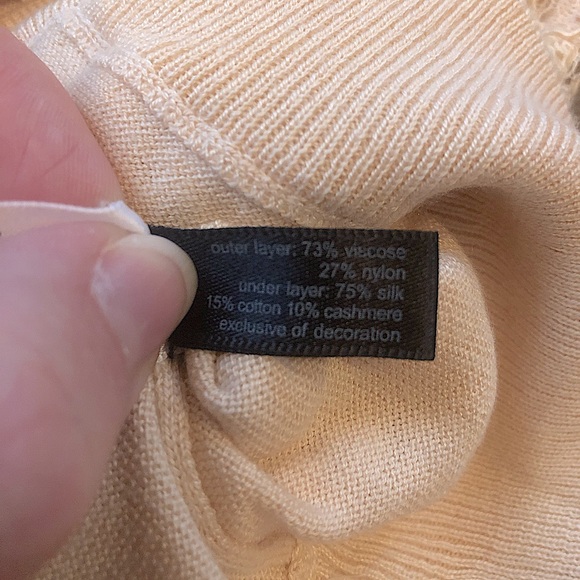 outer layer: 73% viscose
27% nylon
under layer: 75% silk
15% cotton 10% cashmere
exclusive of decoration